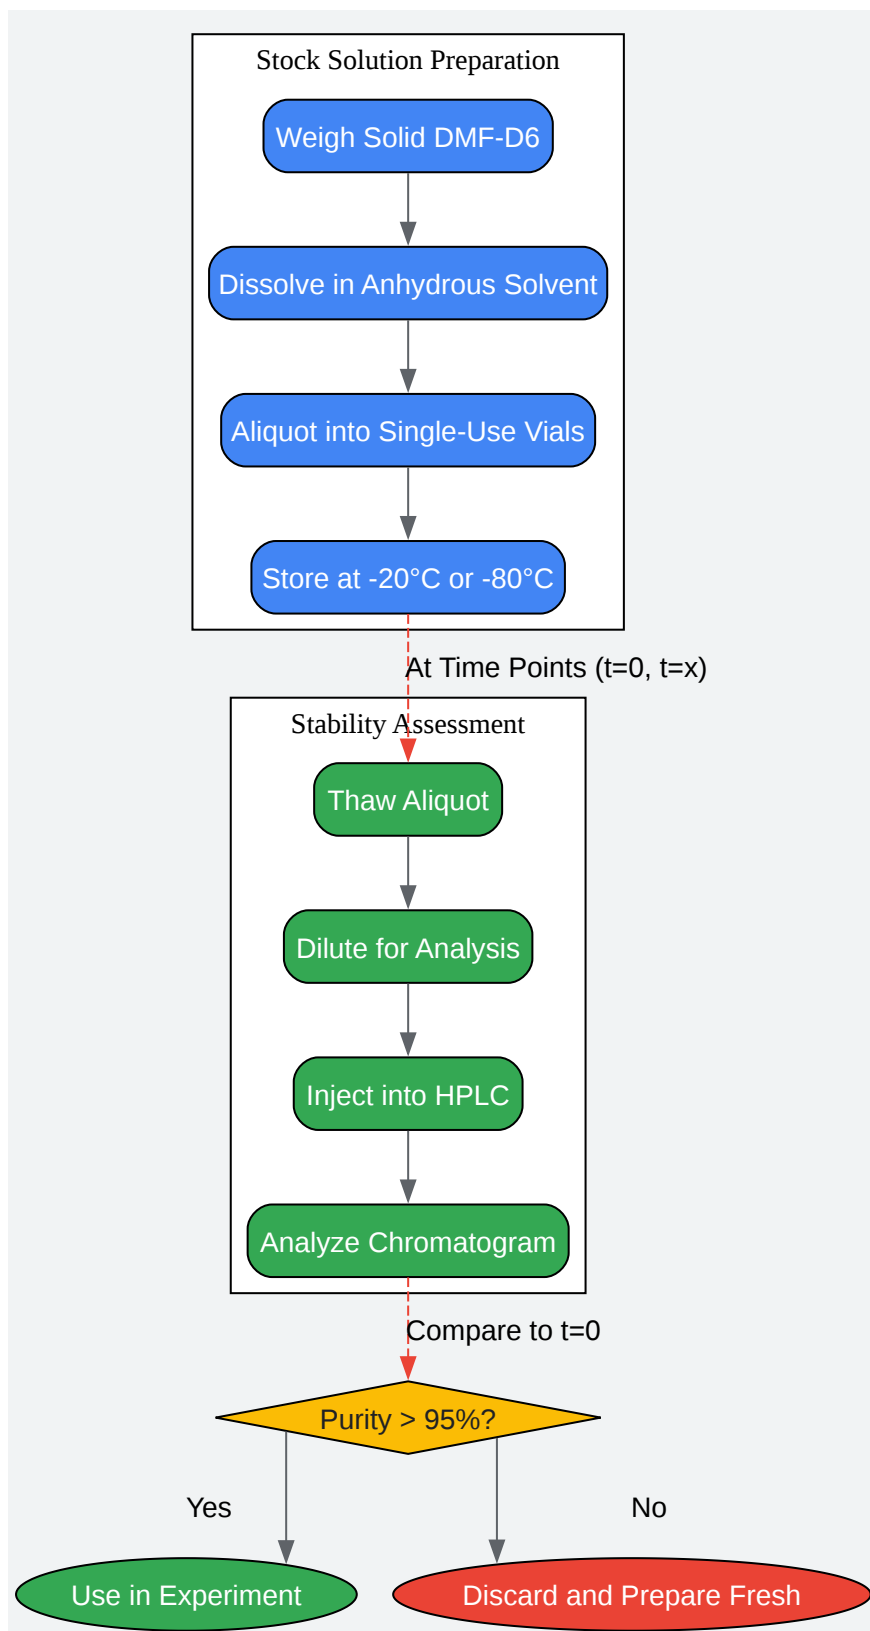 Stock Solution Preparation
Weigh Solid DMF-D6
Dissolve in Anhydrous Solvent
Aliquot into Single-Use Vials
Store at -20°C or -80°C
At Time Points (t=0, t=x)
Stability Assessment
Thaw Aliquot
Dilute for Analysis
Inject into HPLC
Analyze Chromatogram
Compare to t=0
Purity > 95%?
Yes
No
Use in Experiment
Discard and Prepare Fresh